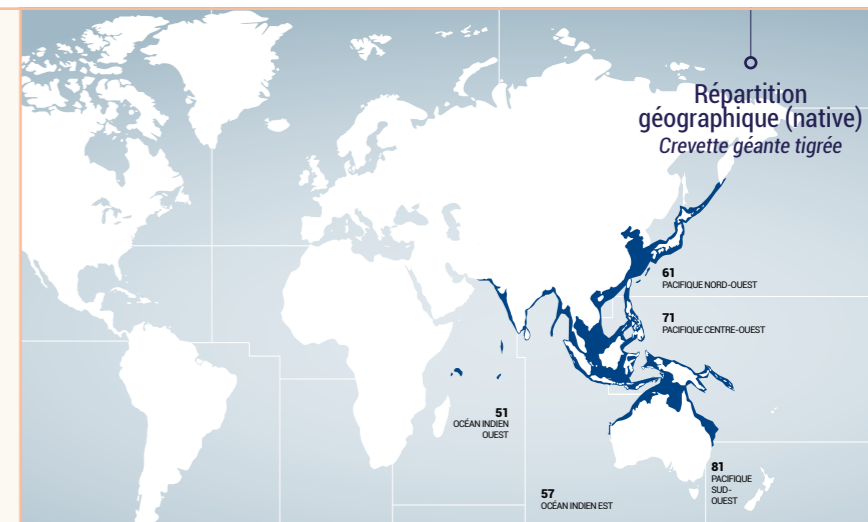 Répartition
géographique (native)
Crevette géante tigrée
61
PACIFIQUE NORD-OUEST
71
PACIFIQUE CENTRE-OUEST
51
OCÉAN INDIEN
OUEST
81
PACIFIQUE
SUD-
OUEST
57
OCÉAN INDIEN EST